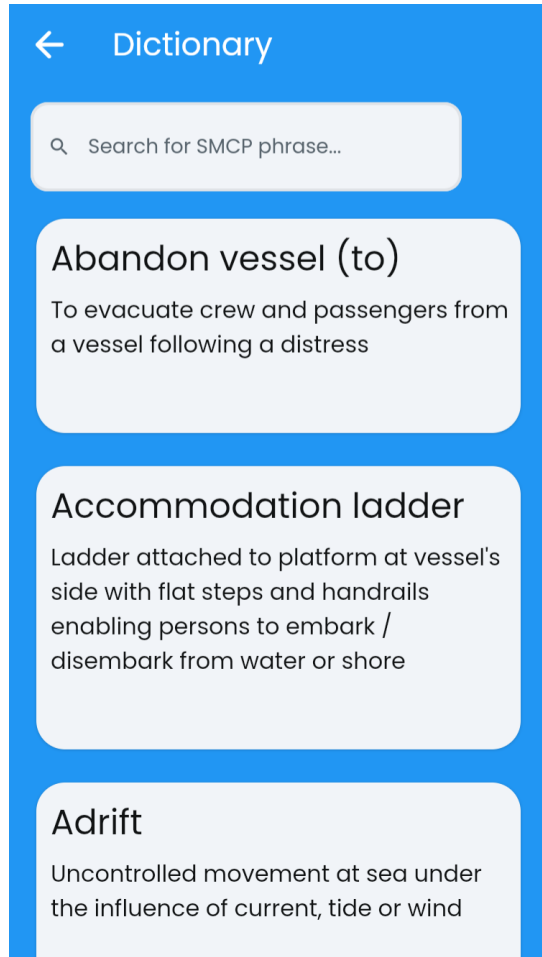 Dictionary
Search for SMCP phrase...
Abandon vessel (to)
To evacuate crew and passengers from
a vessel following a distress
Accommodation ladder
Ladder attached to platform at vessel's
side with flat steps and handrails
enabling persons to embark /
disembark from water or shore
Adrift
Uncontrolled movement at sea under
the influence of current, tide or wind